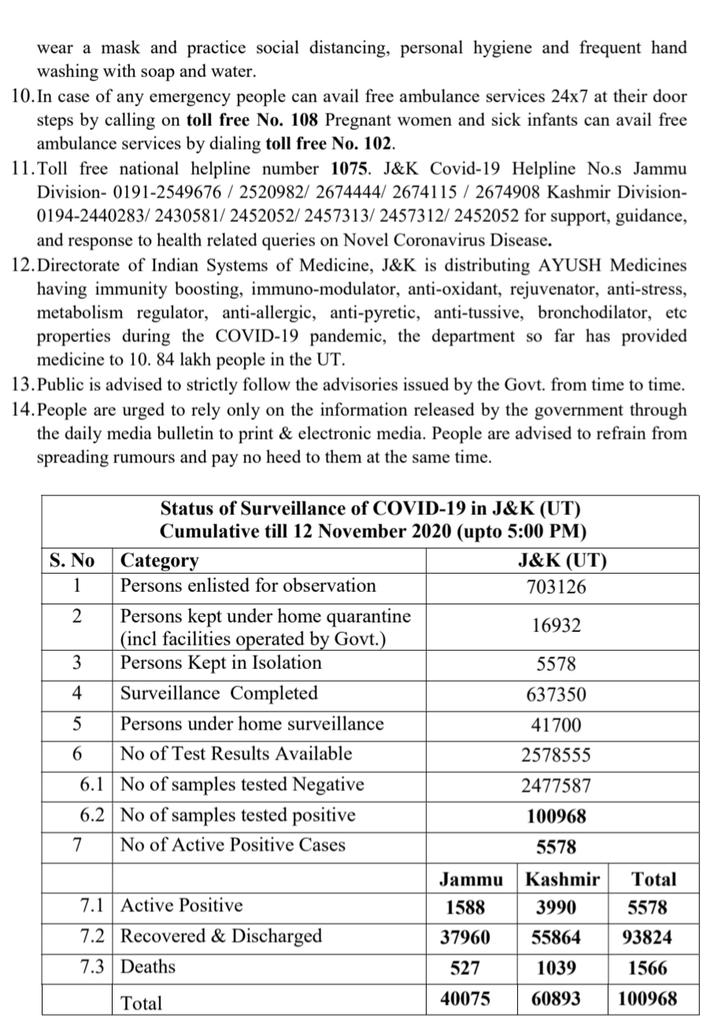 wear a mask and practice social distancing, personal hygiene and frequent hand
washing with soap and water.
10.In case of any emergency people can avail free ambulance services 24x7 at their door
steps by calling on toll free No. 108 Pregnant women and sick infants can avail free
ambulance services by dialing toll free No. 102.
11.Toll free national helpline number 1075. J&K Covid-19 Helpline No.s Jammu
Division- 0191-2549676 / 2520982/ 2674444/ 2674115 / 2674908 Kashmir Division-
0194-2440283/ 2430581/ 2452052/ 2457313/ 2457312/ 2452052 for support, guidance,
and response to health related queries on Novel Coronavirus Disease.
12.Directorate of Indian Systems of Medicine, J&K is distributing AYUSH Medicines
having immunity boosting, immuno-modulator, anti-oxidant, rejuvenator, anti-stress,
metabolism regulator, anti-allergic, anti-pyretic, anti-tussive, bronchodilator, etc
properties during the COVID-19 pandemic, the department so far has provided
medicine to 10. 84 lakh people in the UT.
13.Public is advised to strictly follow the advisories issued by the Govt. from time to time.
14.People are urged to rely only on the information released by the government through
the daily media bulletin to print & electronic media. People are advised to refrain from
spreading rumours and pay no heed to them at the same time.
Status of Surveillance of COVID-19 in J&K (UT)
Cumulative till 12 November 2020 (upto 5:00 PM)
S. No Category J&K (UT)
1 Persons enlisted for observation 703126
2 Persons kept under home quarantine
(incl facilities operated by Govt.) 16932
3 Persons Kept in Isolation 5578
4 Surveillance Completed 637350
5 Persons under home surveillance 41700
6 No of Test Results Available 2578555
6.1 No of samples tested Negative 2477587
6.2 No of samples tested positive 100968
7 No of Active Positive Cases 5578
Jammu Kashmir Total
7.1 Active Positive 1588 3990 5578
7.2 Recovered & Discharged 37960 55864 93824
7.3 Deaths 527 1039 1566
Total 40075 60893 100968